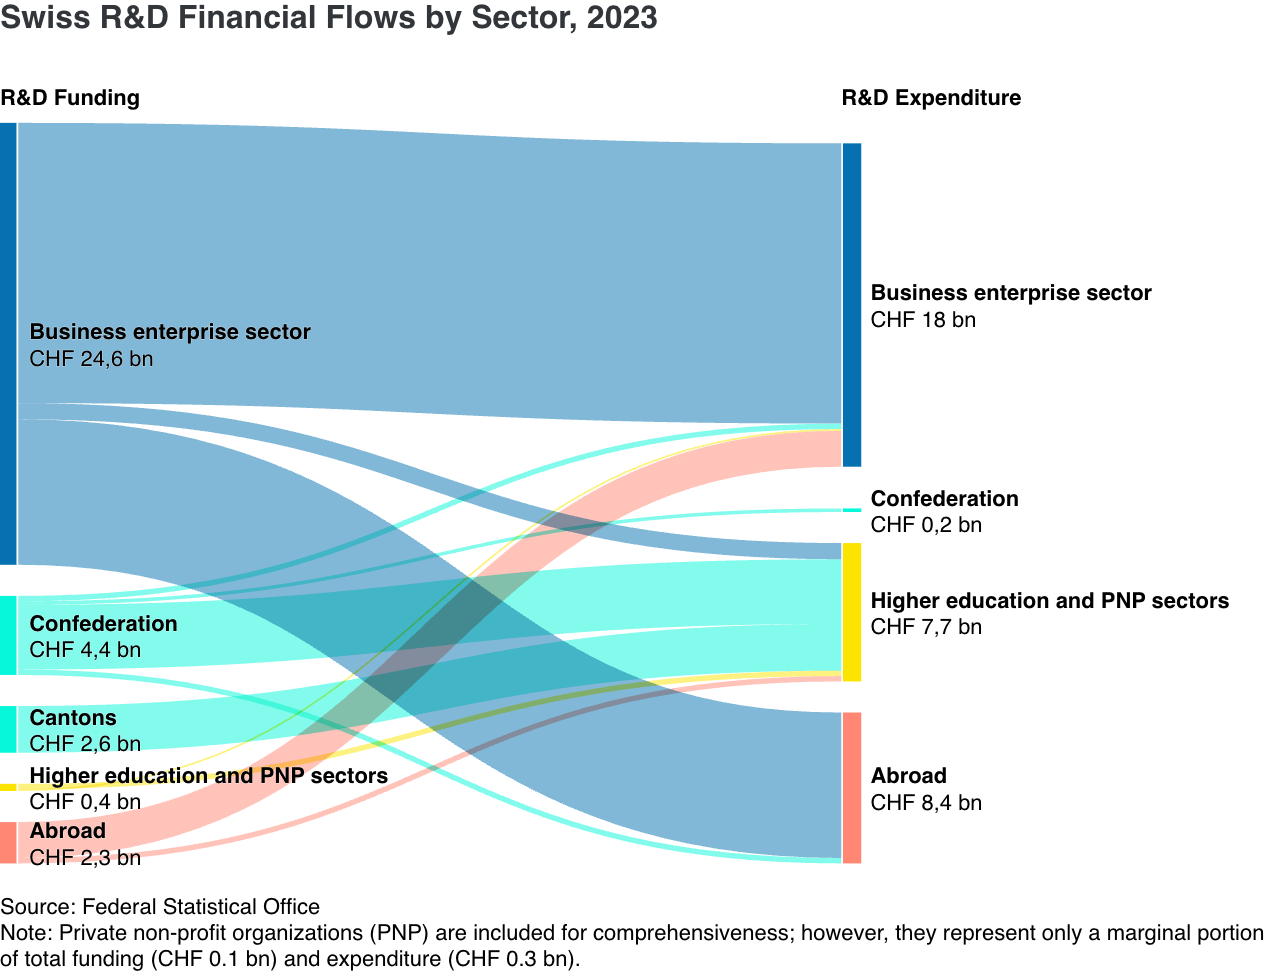 Swiss R&D Financial Flows by Sector, 2023
R&D Funding
R&D Expenditure
Business enterprise sector
CHF 24,6 bn
Confederation
CHF 4,4 bn
Cantons
CHF 2,6 bn
Higher education and PNP sectors
CHF 0,4 bn
Abroad
CHF 2,3 bn
Business enterprise sector
CHF 18 bn
Confederation
CHF 0,2 bn
Higher education and PNP sectors
CHF 7,7 bn
Abroad
CHF 8,4 bn
Source: Federal Statistical Office
Note: Private non-profit organizations (PNP) are included for comprehensiveness; however, they represent only a marginal portion
of total funding (CHF 0.1 bn) and expenditure (CHF 0.3 bn).